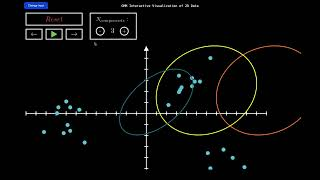 GMM Interactive Visualization of 2D Data
Reset
N_components:
- 3 +